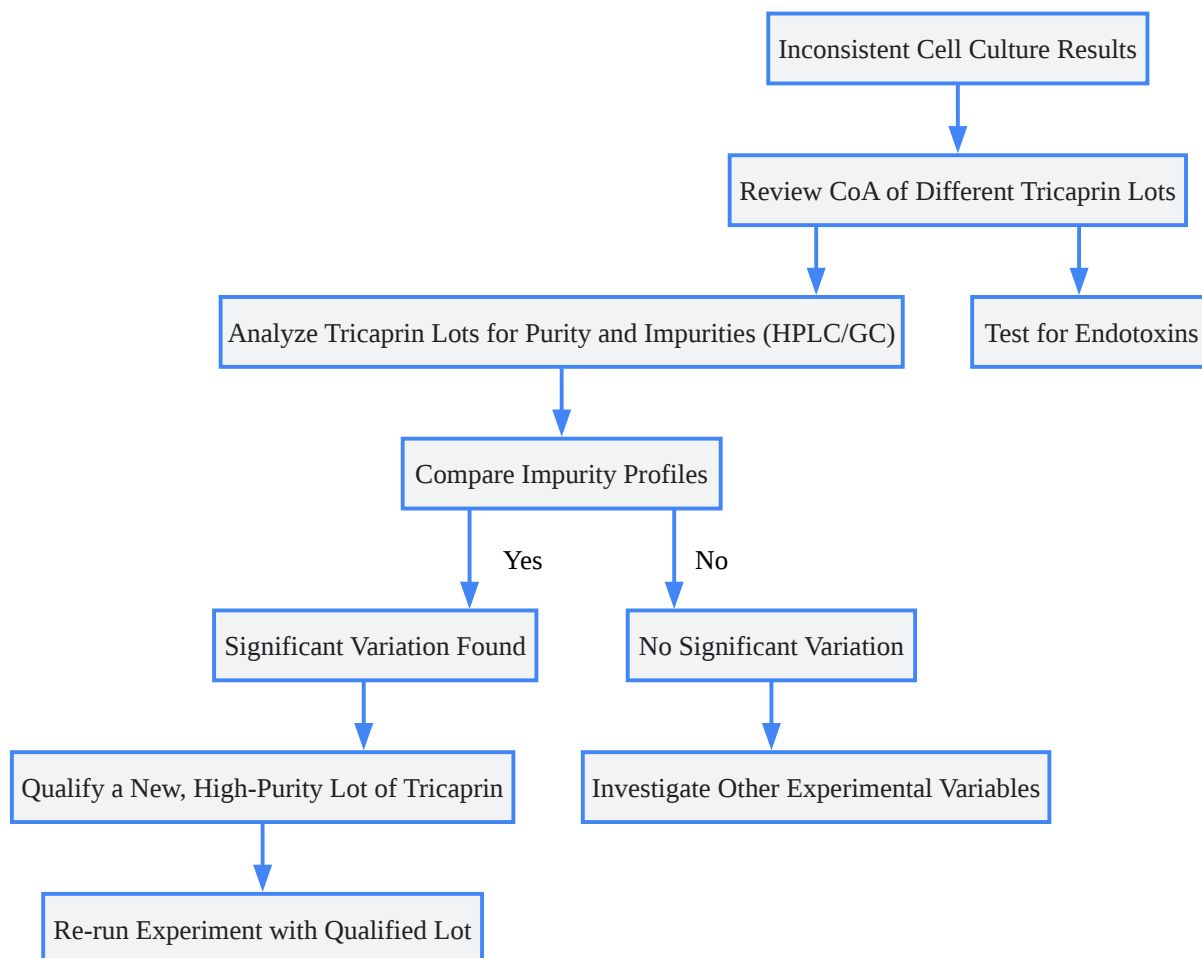 Inconsistent Cell Culture Results
Review CoA of Different Tricaprin Lots
Analyze Tricaprin Lots for Purity and Impurities (HPLC/GC)
Test for Endotoxins
Compare Impurity Profiles
Yes
No
Significant Variation Found
No Significant Variation
Qualify a New, High-Purity Lot of Tricaprin
Investigate Other Experimental Variables
Re-run Experiment with Qualified Lot